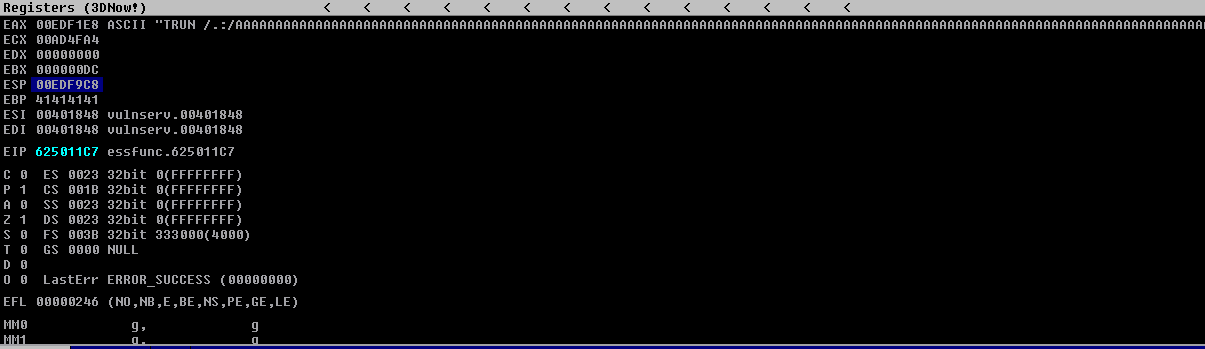 Registers (3DNow!) < < < < < < < < < < < < < <
EAX 00EDF1E8 ASCII "TRUN /.:/AAAAAAAAAAAAAAAAAAAAAAAAAAAAAAAAAAAAAAAAAAAAAAAAAAAAAAAAAAAAAAAAAAAAAAAAAAAAAAAAAAAAAAAAAAAAAAAAAAAAAAAAAAAAAAAAAAAAAAAAAA
ECX 00AD4FA4
EDX 00000000
EBX 000000DC
ESP 00EDF9C8
EBP 41414141
ESI 00401848 vulnserv.00401848
EDI 00401848 vulnserv.00401848
EIP 625011C7 essfunc.625011C7
C 0 ES 0023 32bit 0(FFFFFFFF)
P 1 CS 001B 32bit 0(FFFFFFFF)
A 0 SS 0023 32bit 0(FFFFFFFF)
Z 1 DS 0023 32bit 0(FFFFFFFF)
S 0 FS 003B 32bit 333000(4000)
T 0 GS 0000 NULL
D 0
O 0 LastErr ERROR_SUCCESS (00000000)
EFL 00000246 (NO,NB,E,BE,NS,PE,GE,LE)
MM0 g, g
MM1 g, g